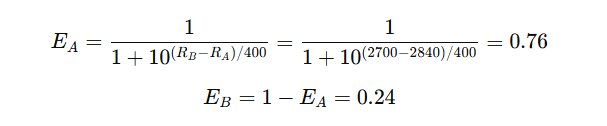 E_A = \frac{1}{1 + 10^{(R_B - R_A)/400}} = \frac{1}{1 + 10^{(2700-2840)/400}} = 0.76
E_B = 1 - E_A = 0.24